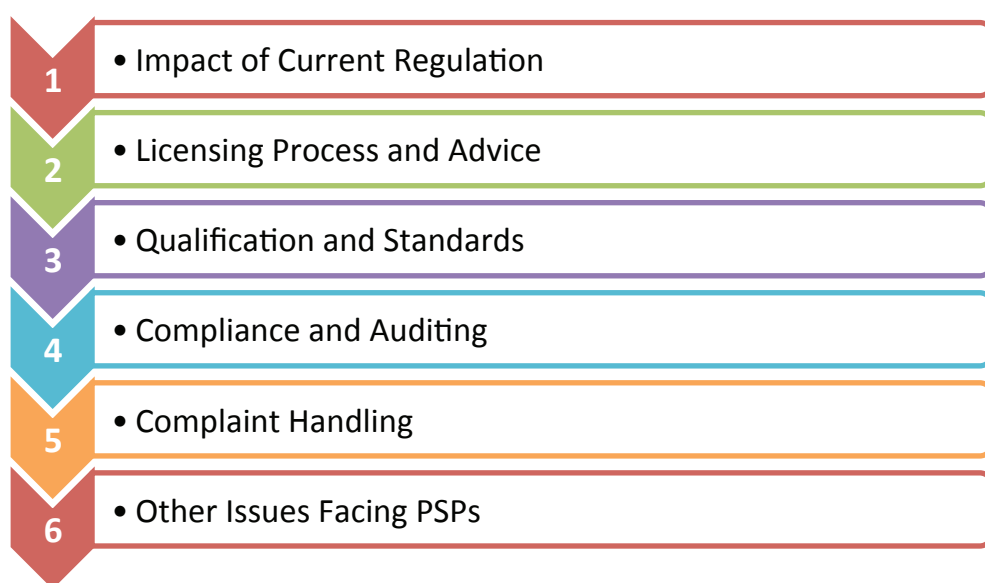 1 • Impact of Current Regulation
2 • Licensing Process and Advice
3 • Qualification and Standards
4 • Compliance and Auditing
5 • Complaint Handling
6 • Other Issues Facing PSPs